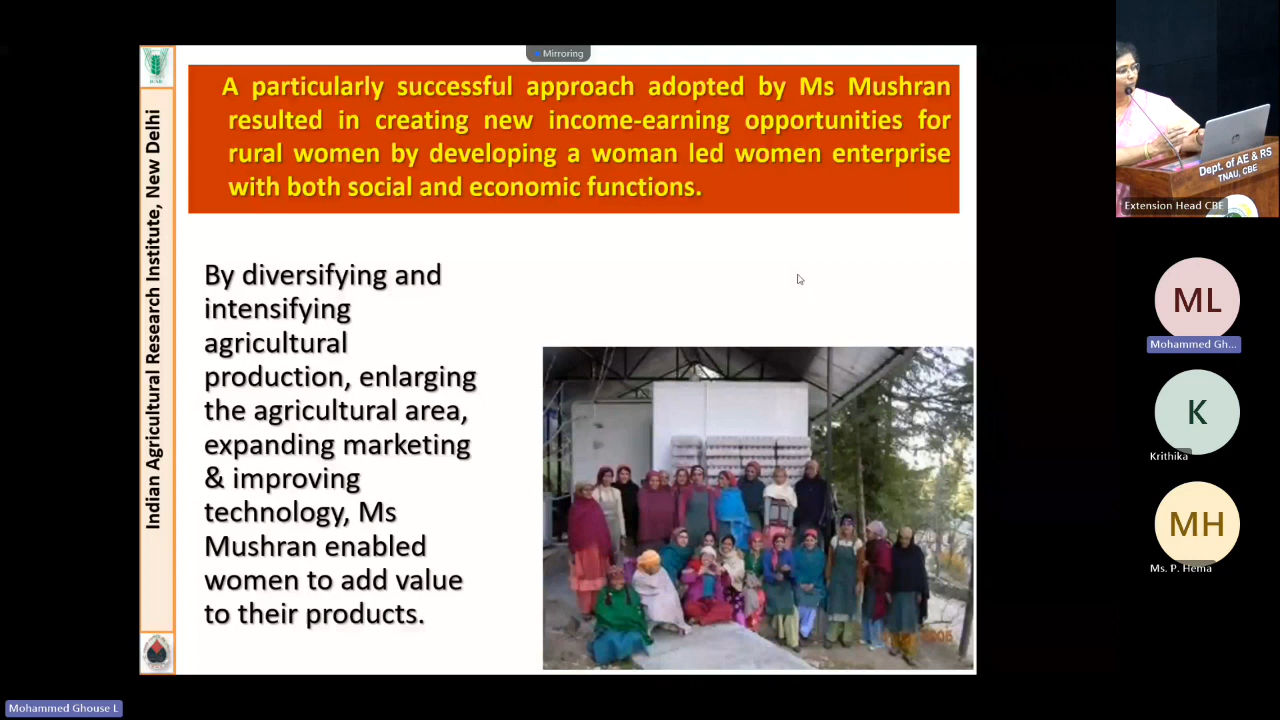 Mirroring
A particularly successful approach adopted by Ms Mushran
resulted in creating new income-earning opportunities for
rural women by developing a woman led women enterprise
with both social and economic functions.
Indian Agricultural Research Institute, New Delhi
By diversifying and
intensifying
agricultural
production, enlarging
the agricultural area,
expanding marketing
& improving
technology, Ms
Mushran enabled
women to add value
to their products.
Dept. of AE & RS
TNAU, CBE
Extension Head CBE
ML
Mohammed Gh...
K
Krithika
MH
Ms. P. Hema
Mohammed Ghouse L